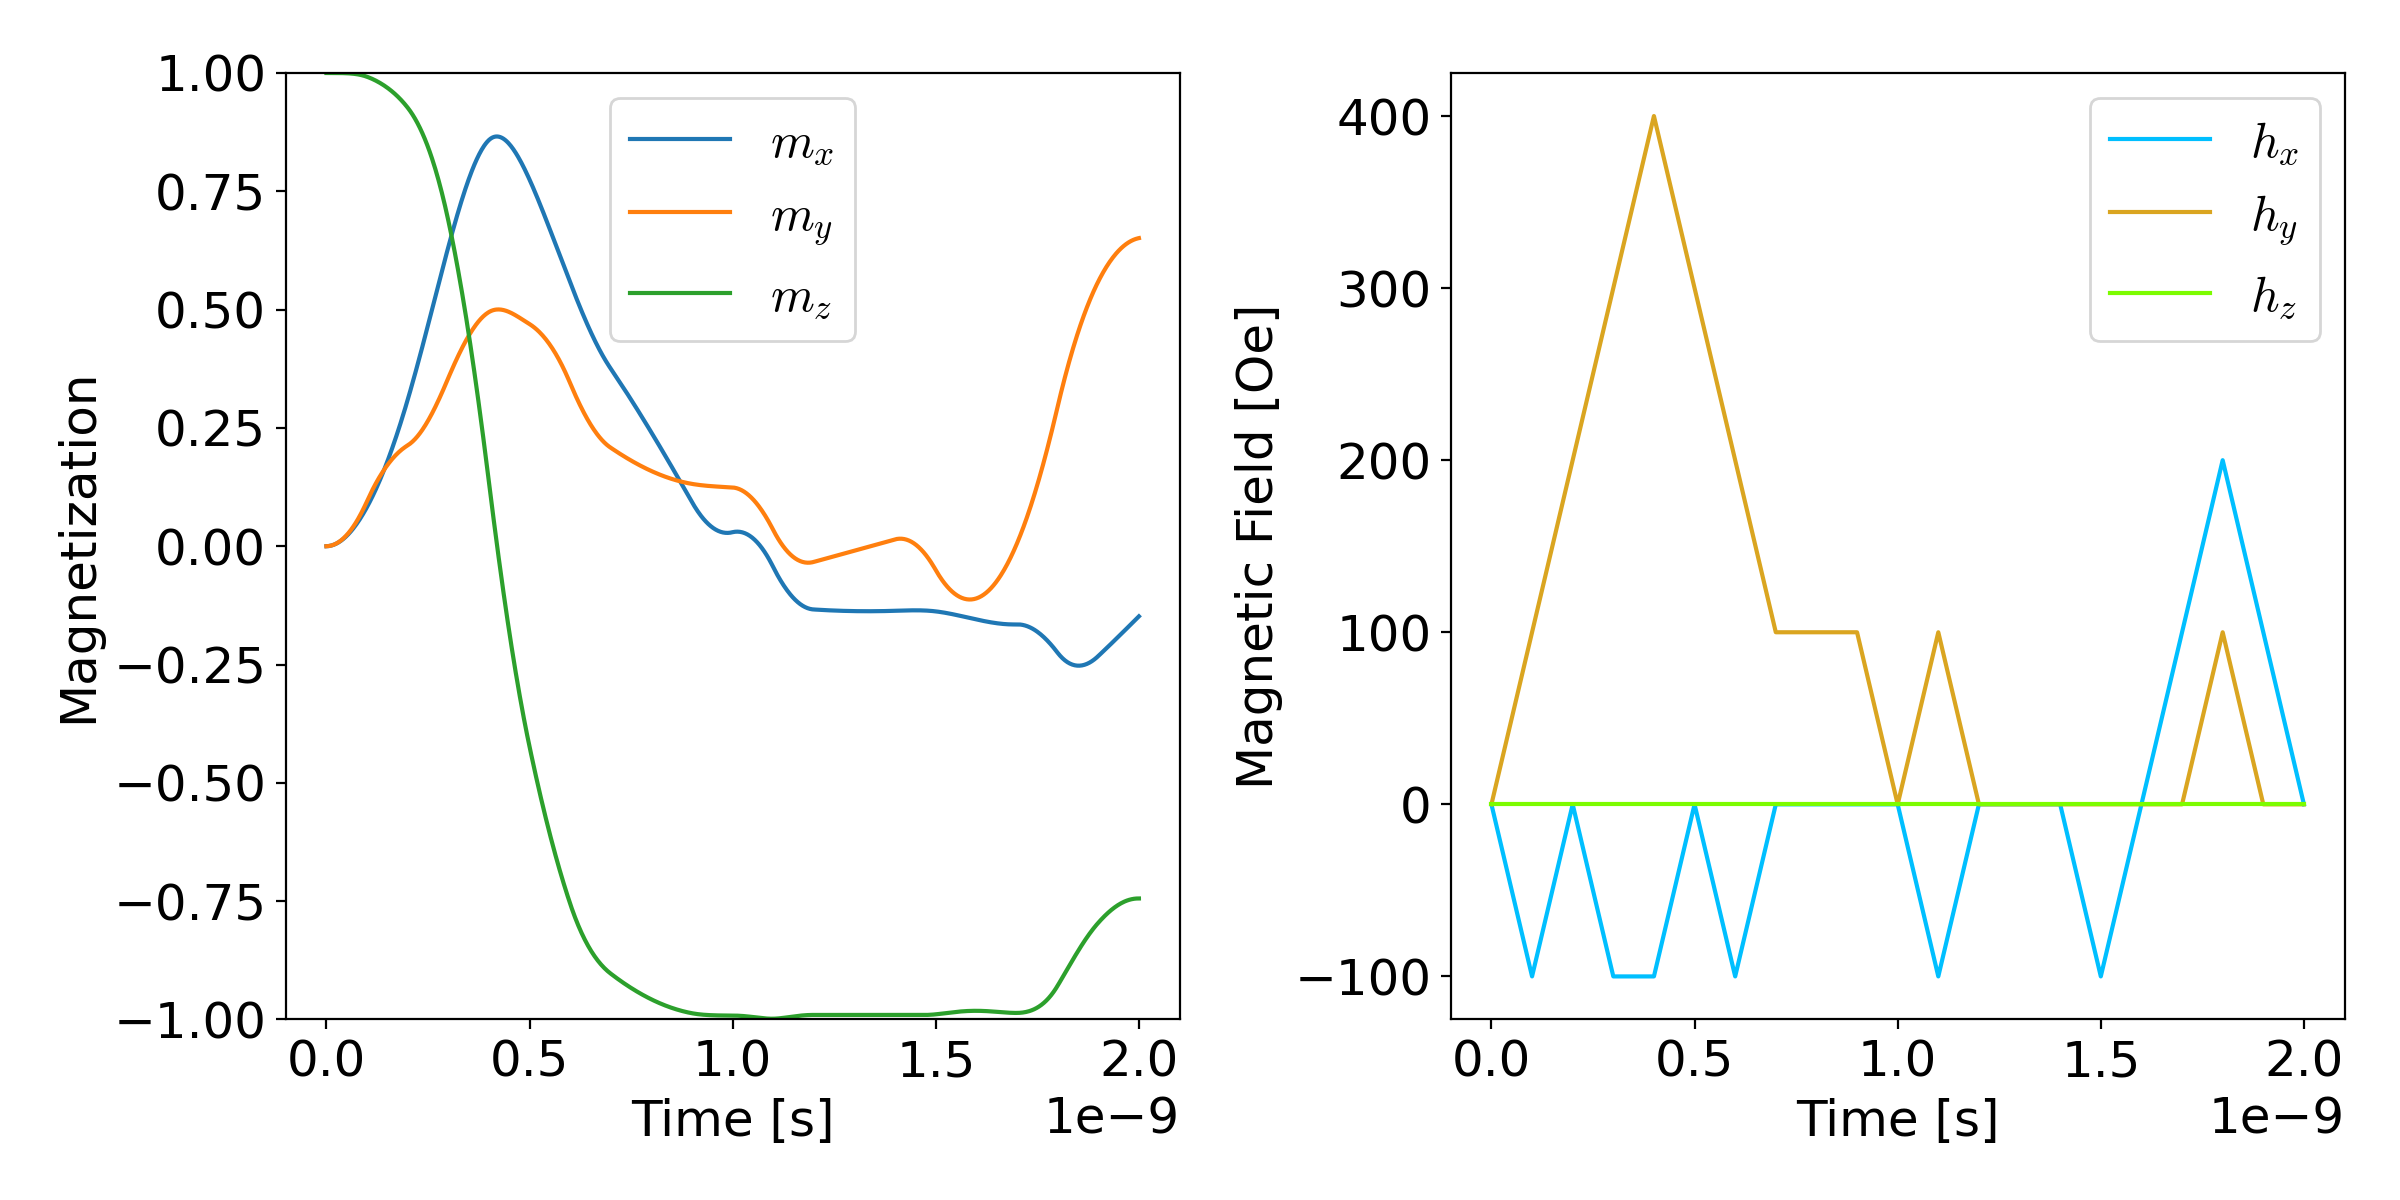 Magnetization
1.00
0.75
0.50
0.25
0.00
−0.25
−0.50
−0.75
−1.00
0.0 0.5 1.0 1.5 2.0
Time [s]
1e−9
m_x
m_y
m_z
Magnetic Field [Oe]
400
300
200
100
0
−100
0.0 0.5 1.0 1.5 2.0
Time [s]
1e−9
h_x
h_y
h_z